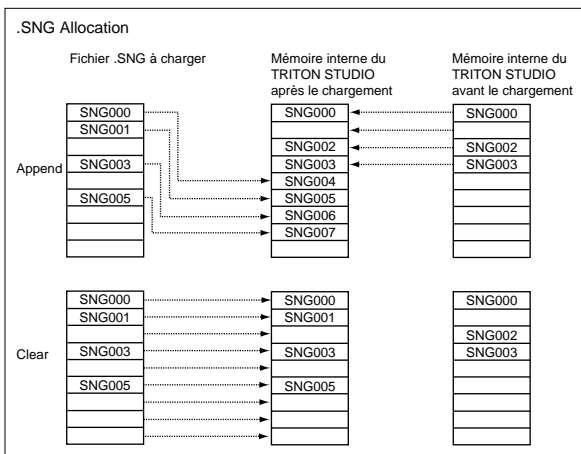 .SNG Allocation
Fichier .SNG à charger
Mémoire interne du
TRITON STUDIO
après le chargement
Mémoire interne du
TRITON STUDIO
avant le chargement
Append
SNG000
SNG001
SNG003
SNG005
SNG000
SNG002
SNG003
SNG004
SNG005
SNG006
SNG007
SNG000
SNG002
SNG003
Clear
SNG000
SNG001
SNG003
SNG005
SNG000
SNG001
SNG003
SNG005
SNG000
SNG002
SNG003